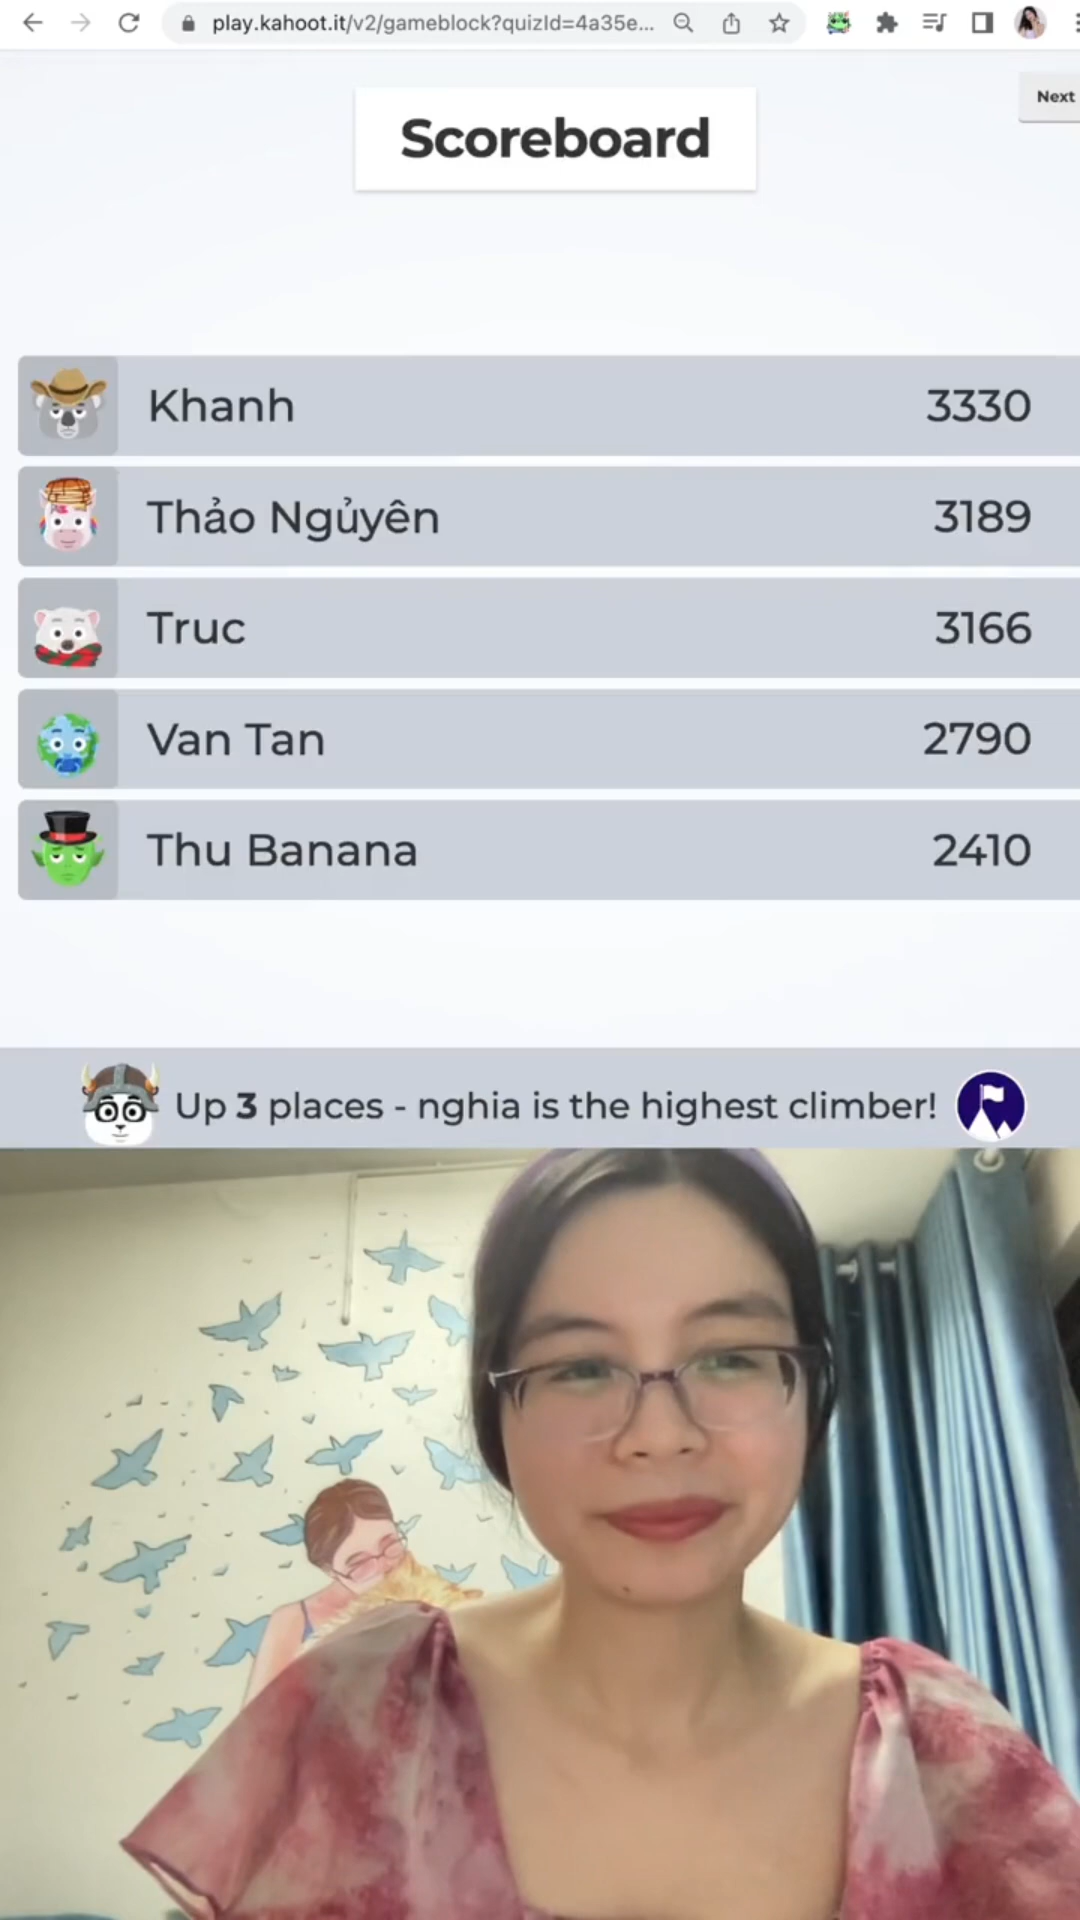 play.kahoot.it/v2/gameblock?quizId=4a35e...
Next
Scoreboard
Khanh 3330
Thảo Ngủyên 3189
Truc 3166
Van Tan 2790
Thu Banana 2410
Up 3 places - nghia is the highest climber!